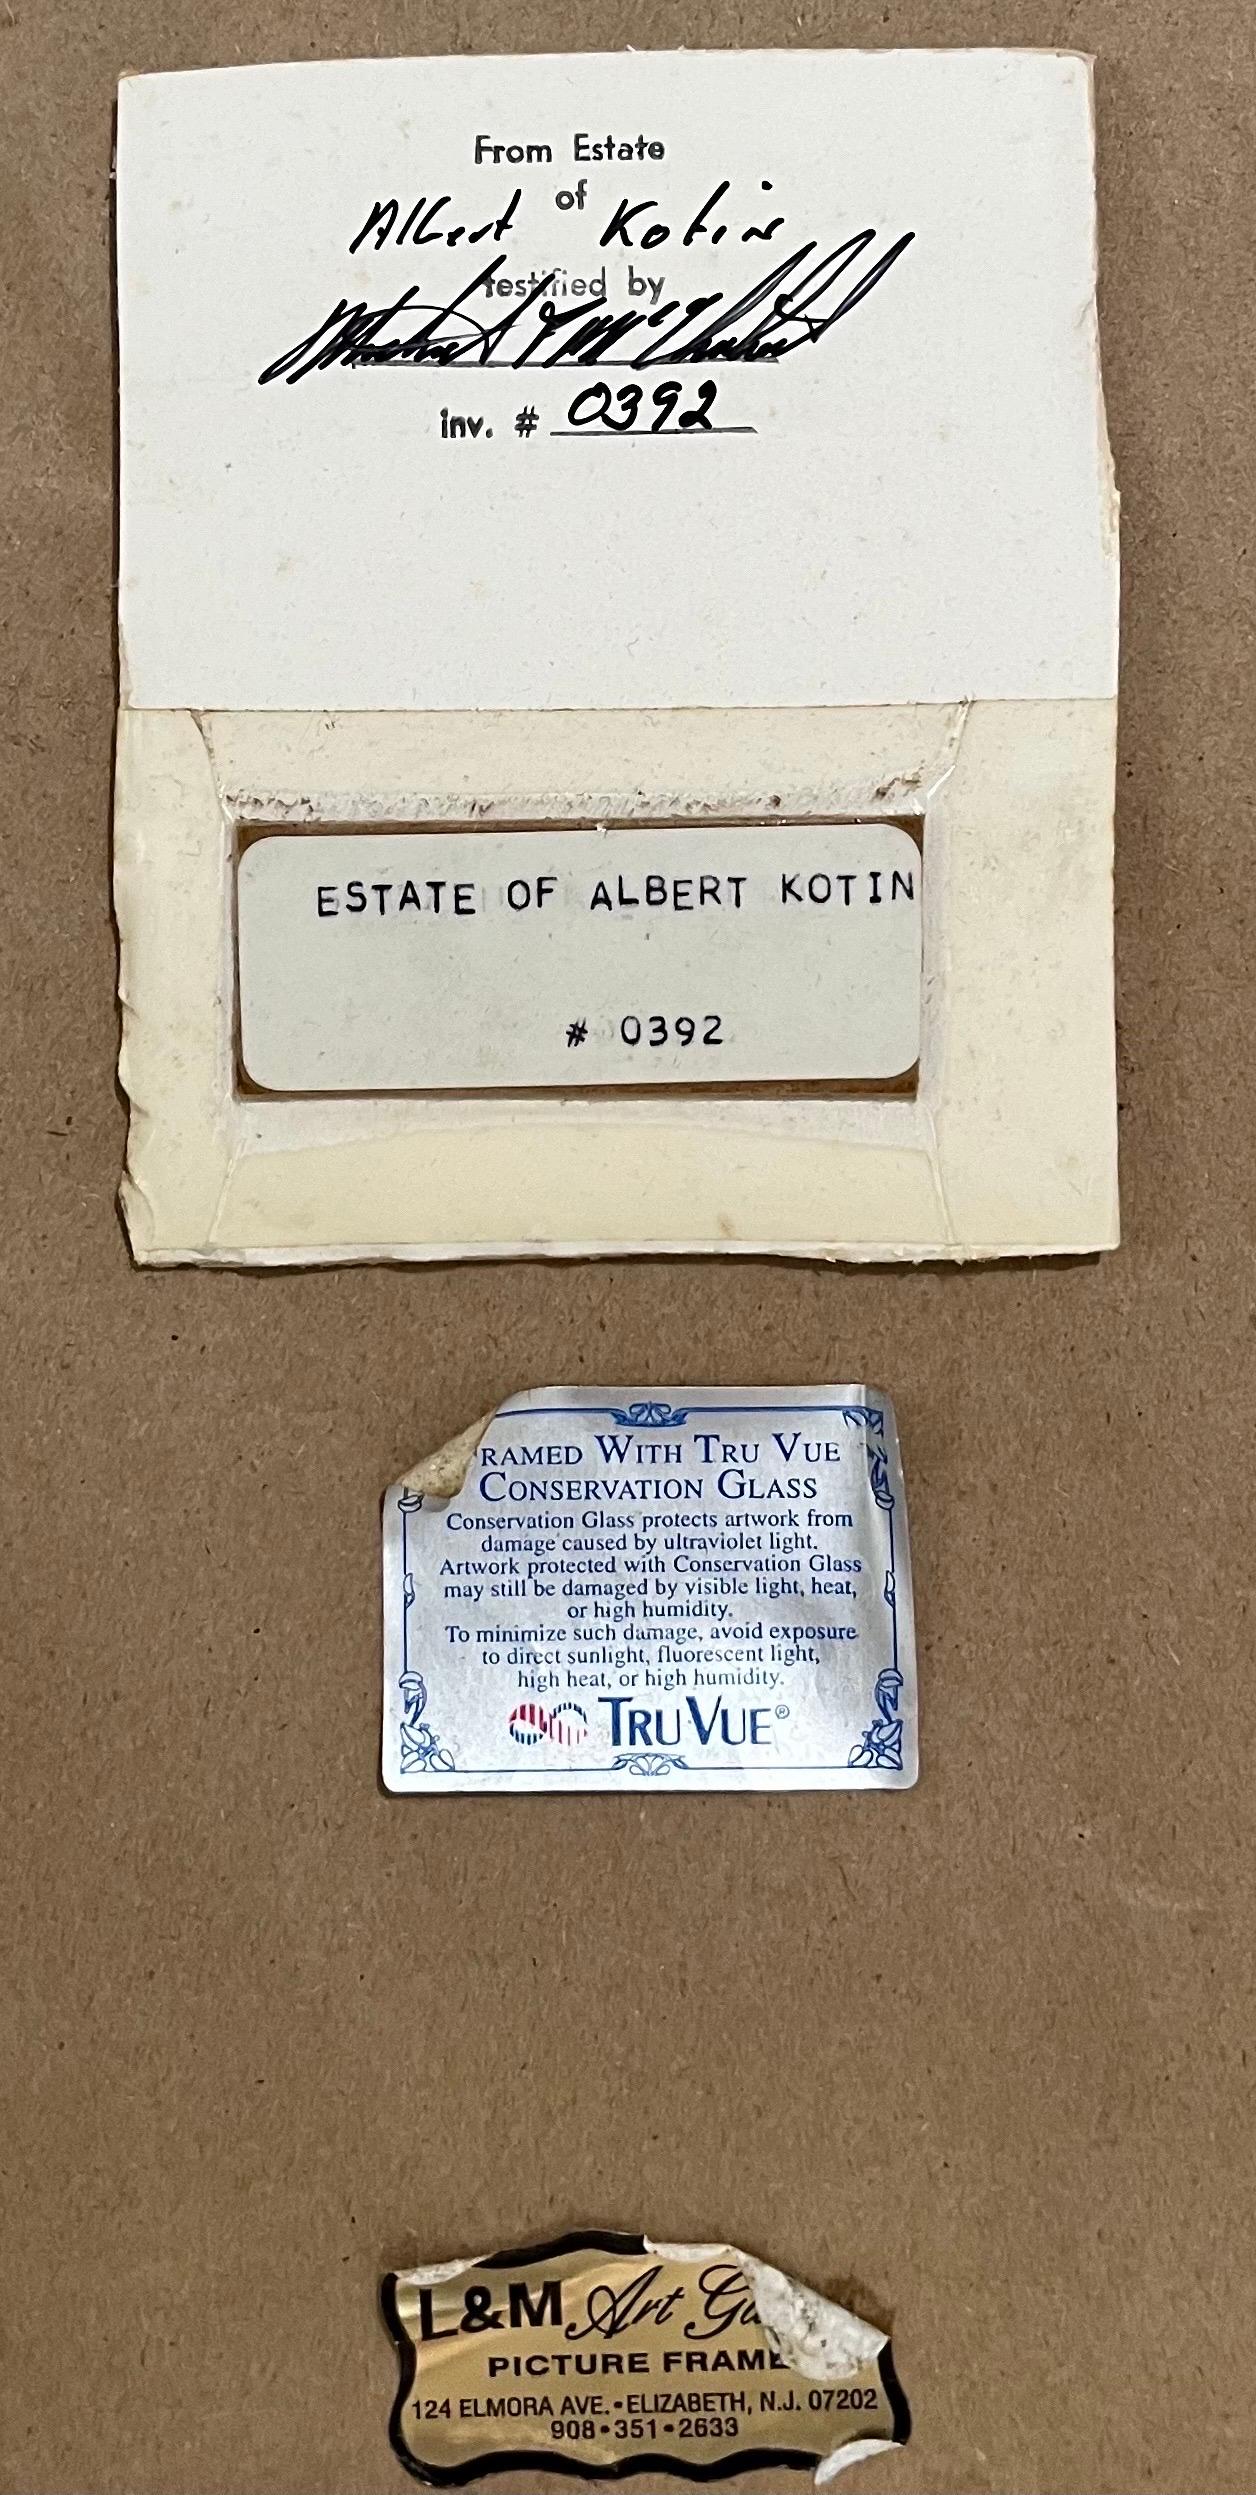 From Estate
of
Albert Kotin
testified by
inv. # 0392
ESTATE OF ALBERT KOTIN
# 0392
RAMED WITH TRU VUE
CONSERVATION GLASS
Conservation Glass protects artwork from
damage caused by ultraviolet light.
Artwork protected with Conservation Glass
may still be damaged by visible light, heat,
or high humidity.
To minimize such damage, avoid exposure
to direct sunlight, fluorescent light,
high heat, or high humidity.
TRU VUE®
L&M Art Ga
PICTURE FRAME
124 ELMORA AVE. • ELIZABETH, N.J. 07202
908 • 351 • 2633